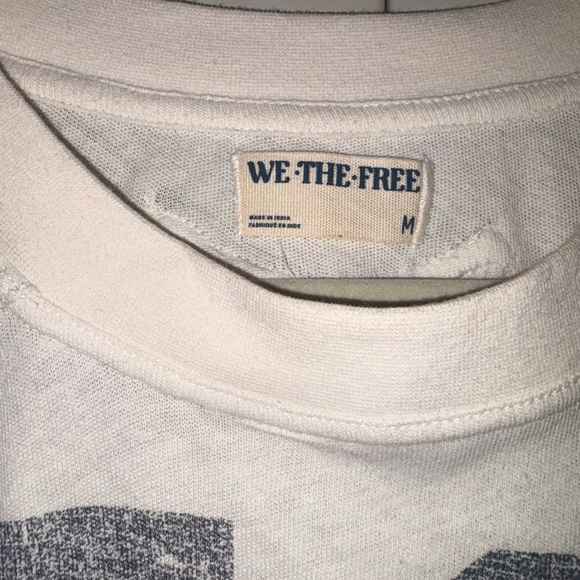 WE·THE·FREE
MADE IN INDIA
FABRIQUÉ EN INDE
M